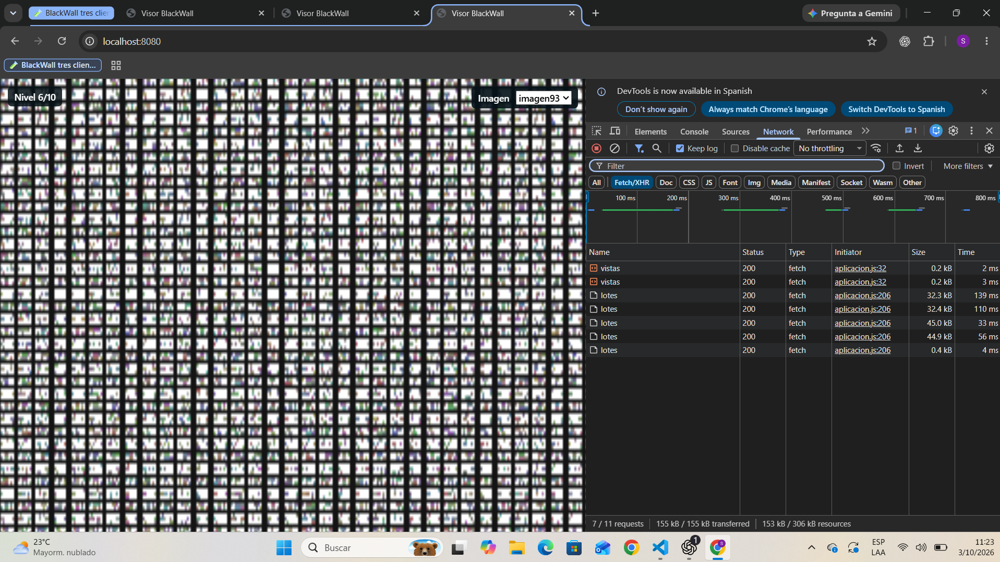 BlackWall tres clier
Visor BlackWall
Visor BlackWall
Visor BlackWall
Pregunta a Gemini
localhost:8080
S
BlackWall tres clien...
Nivel 6/10
Imagen imagen93
DevTools is now available in Spanish
Don't show again
Always match Chrome's language
Switch DevTools to Spanish
Elements Console Sources Network Performance 1
Keep log Disable cache No throttling
Filter Invert More filters
All Fetch/XHR Doc CSS JS Font Img Media Manifest Socket Wasm Other
100 ms 200 ms 300 ms 400 ms 500 ms 600 ms 700 ms 800 ms
Name Status Type Initiator Size Time
vistas 200 fetch aplicacion.js:32 0.2 kB 2 ms
vistas 200 fetch aplicacion.js:32 0.2 kB 3 ms
lotes 200 fetch aplicacion.js:206 32.3 kB 139 ms
lotes 200 fetch aplicacion.js:206 32.4 kB 110 ms
lotes 200 fetch aplicacion.js:206 45.0 kB 33 ms
lotes 200 fetch aplicacion.js:206 44.9 kB 56 ms
lotes 200 fetch aplicacion.js:206 0.4 kB 4 ms
7 / 11 requests 155 kB / 155 kB transferred 153 kB / 306 kB resources
23°C
Mayorm. nublado
Buscar
1
S
ESP
LAA
11:23
3/10/2026